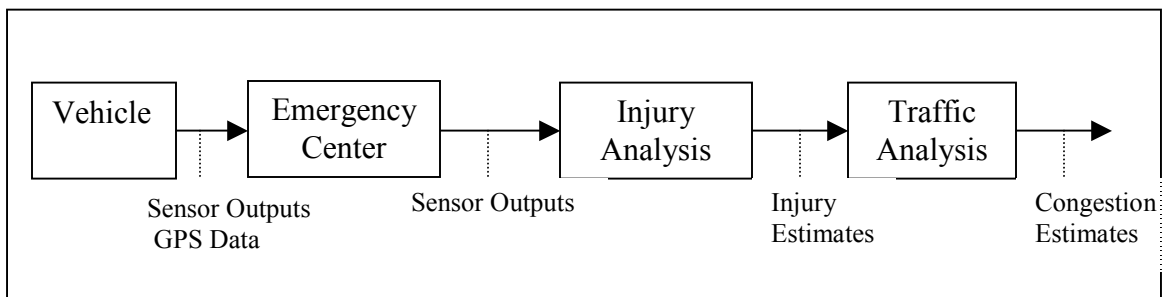 Vehicle
Emergency
Center
Injury
Analysis
Traffic
Analysis
Sensor Outputs
GPS Data
Sensor Outputs
Injury
Estimates
Congestion
Estimates